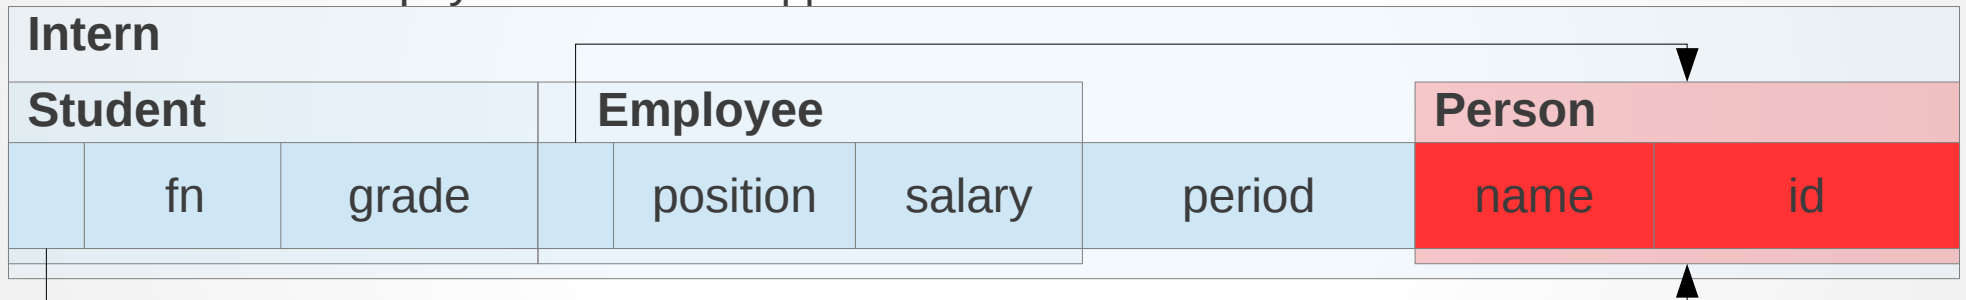 Intern
Student Employee Person
fn grade position salary period name id